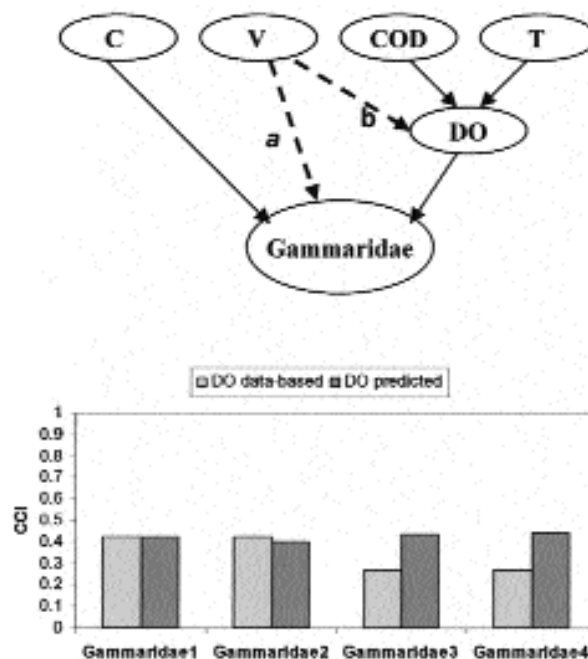 C V COD T
b
a
DO
Gammaridae
DO data-based DO predicted
1
0.9
0.8
0.7
0.6
0.5
0.4
0.3
0.2
0.1
0
CCI
Gammaridae1 Gammaridae2 Gammaridae3 Gammaridae4